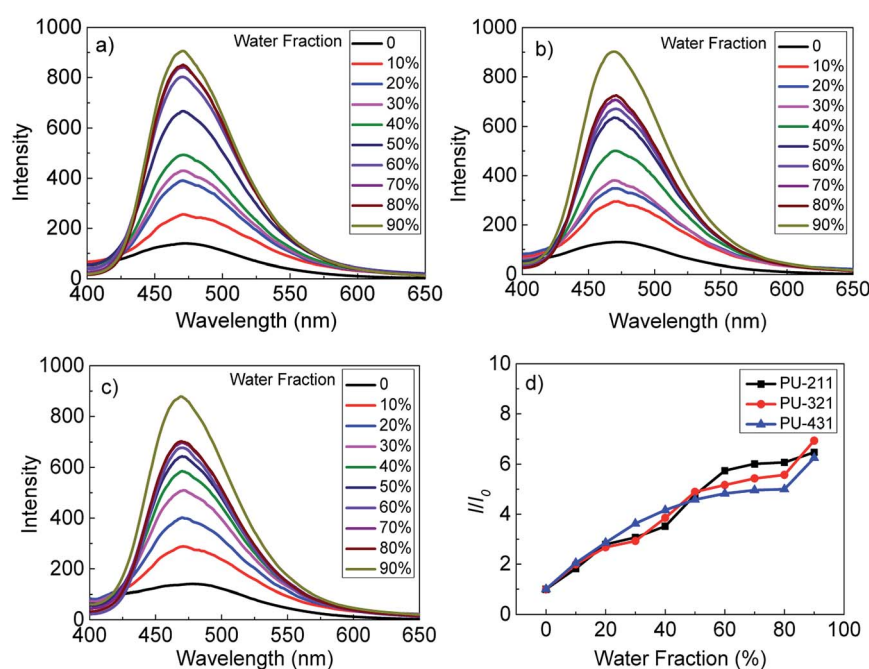 a)
Water Fraction
0
10%
20%
30%
40%
50%
60%
70%
80%
90%
1000
800
600
400
200
0
Intensity
400 450 500 550 600 650
Wavelength (nm)
b)
Water Fraction
0
10%
20%
30%
40%
50%
60%
70%
80%
90%
1000
800
600
400
200
0
Intensity
400 450 500 550 600 650
Wavelength (nm)
c)
Water Fraction
0
10%
20%
30%
40%
50%
60%
70%
80%
90%
1000
800
600
400
200
0
Intensity
400 450 500 550 600 650
Wavelength (nm)
d)
PU-211
PU-321
PU-431
10
8
6
4
2
0
I/I0
0 20 40 60 80 100
Water Fraction (%)